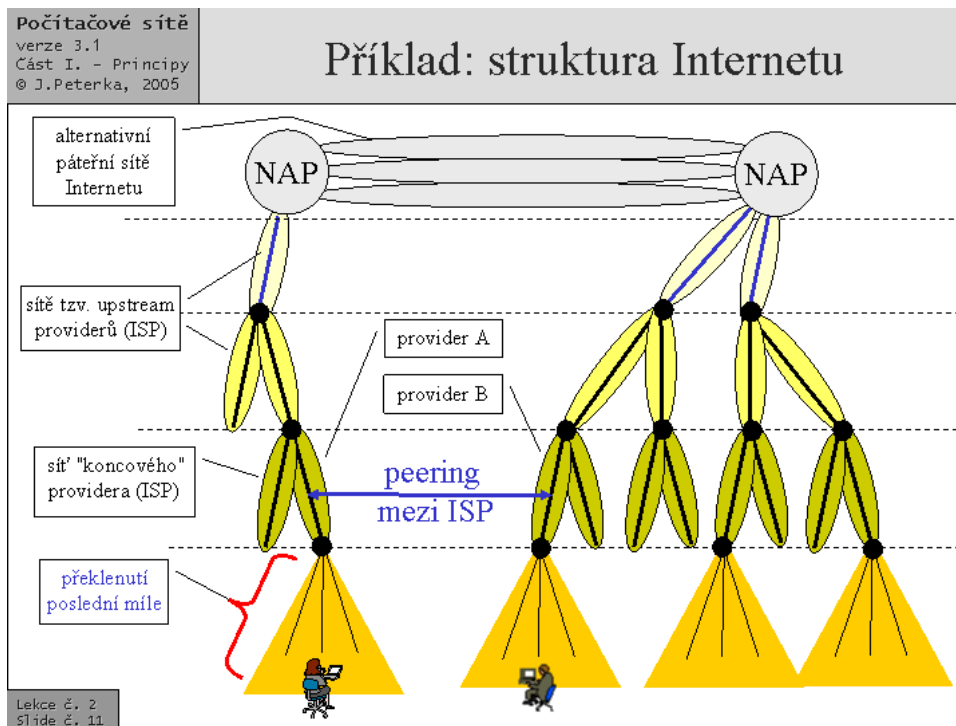 Počítačové sítě
verze 3.1
Část I. - Principy
© J.Peterka, 2005
Příklad: struktura Internetu
alternativní
páteřní sítě
Internetu
NAP
NAP
sítě tzv. upstream
providerů (ISP)
provider A
provider B
síť "koncového"
providera (ISP)
peering
mezi ISP
překlenutí
poslední míle
Lekce č. 2
Slide č. 11